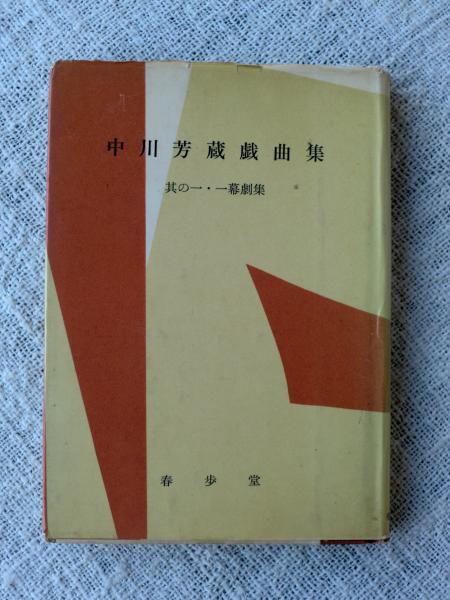 中川芳蔵戯曲集
其の一・一幕劇集
春歩堂